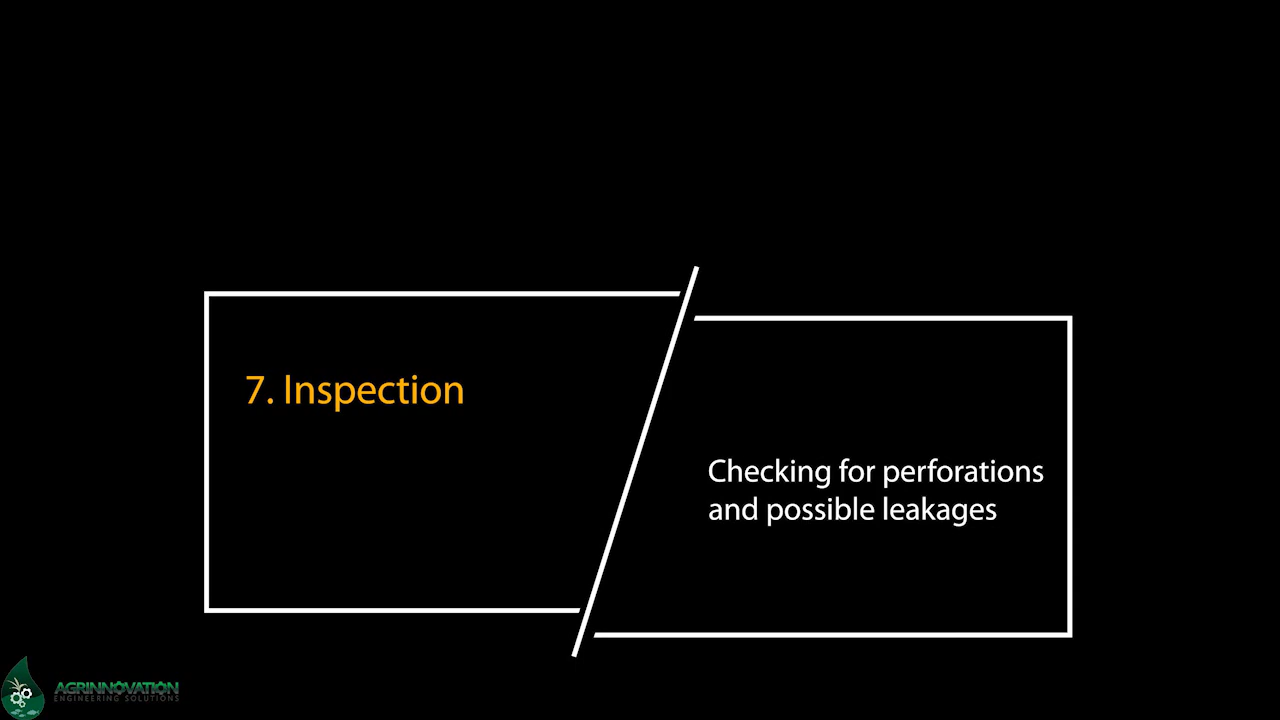 7. Inspection
Checking for perforations
and possible leakages
AGRINNOVATION
ENGINEERING SOLUTIONS